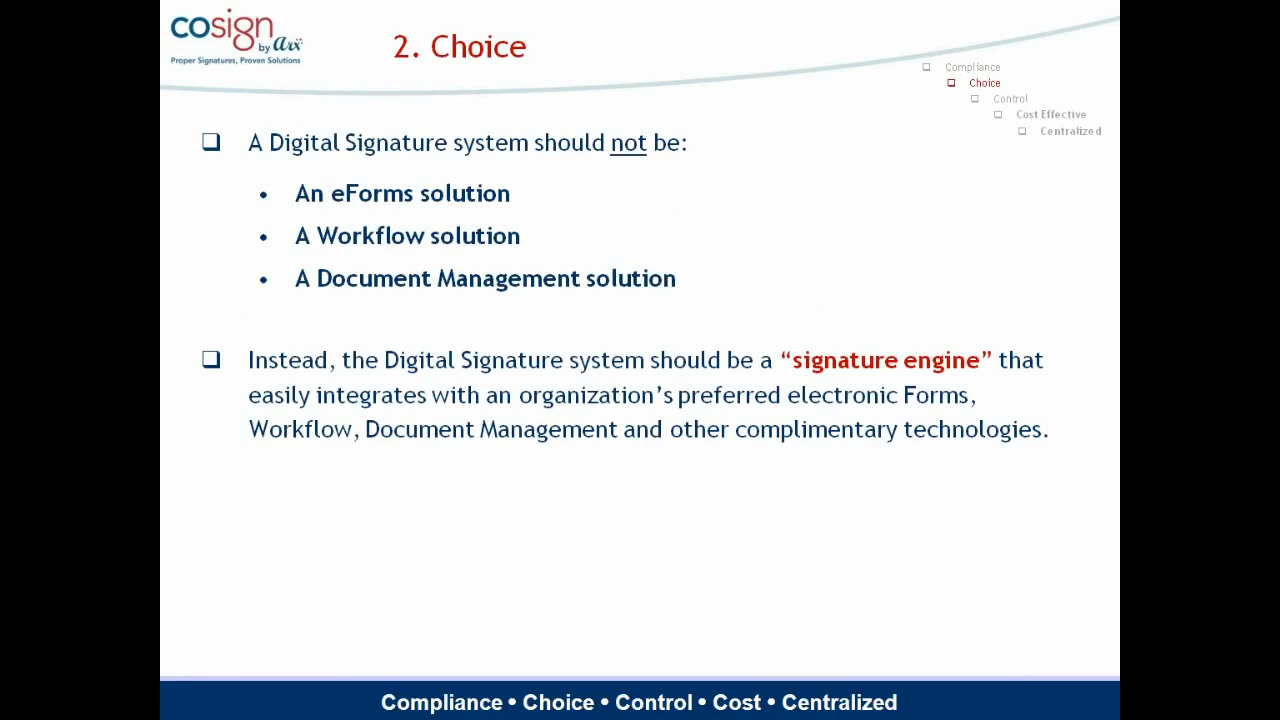 cosign
by arx
Proper Signatures, Proven Solutions
2. Choice
Compliance
Choice
Control
Cost Effective
Centralized
A Digital Signature system should not be:
• An eForms solution
• A Workflow solution
• A Document Management solution
Instead, the Digital Signature system should be a “signature engine” that
easily integrates with an organization’s preferred electronic Forms,
Workflow, Document Management and other complimentary technologies.
Compliance • Choice • Control • Cost • Centralized